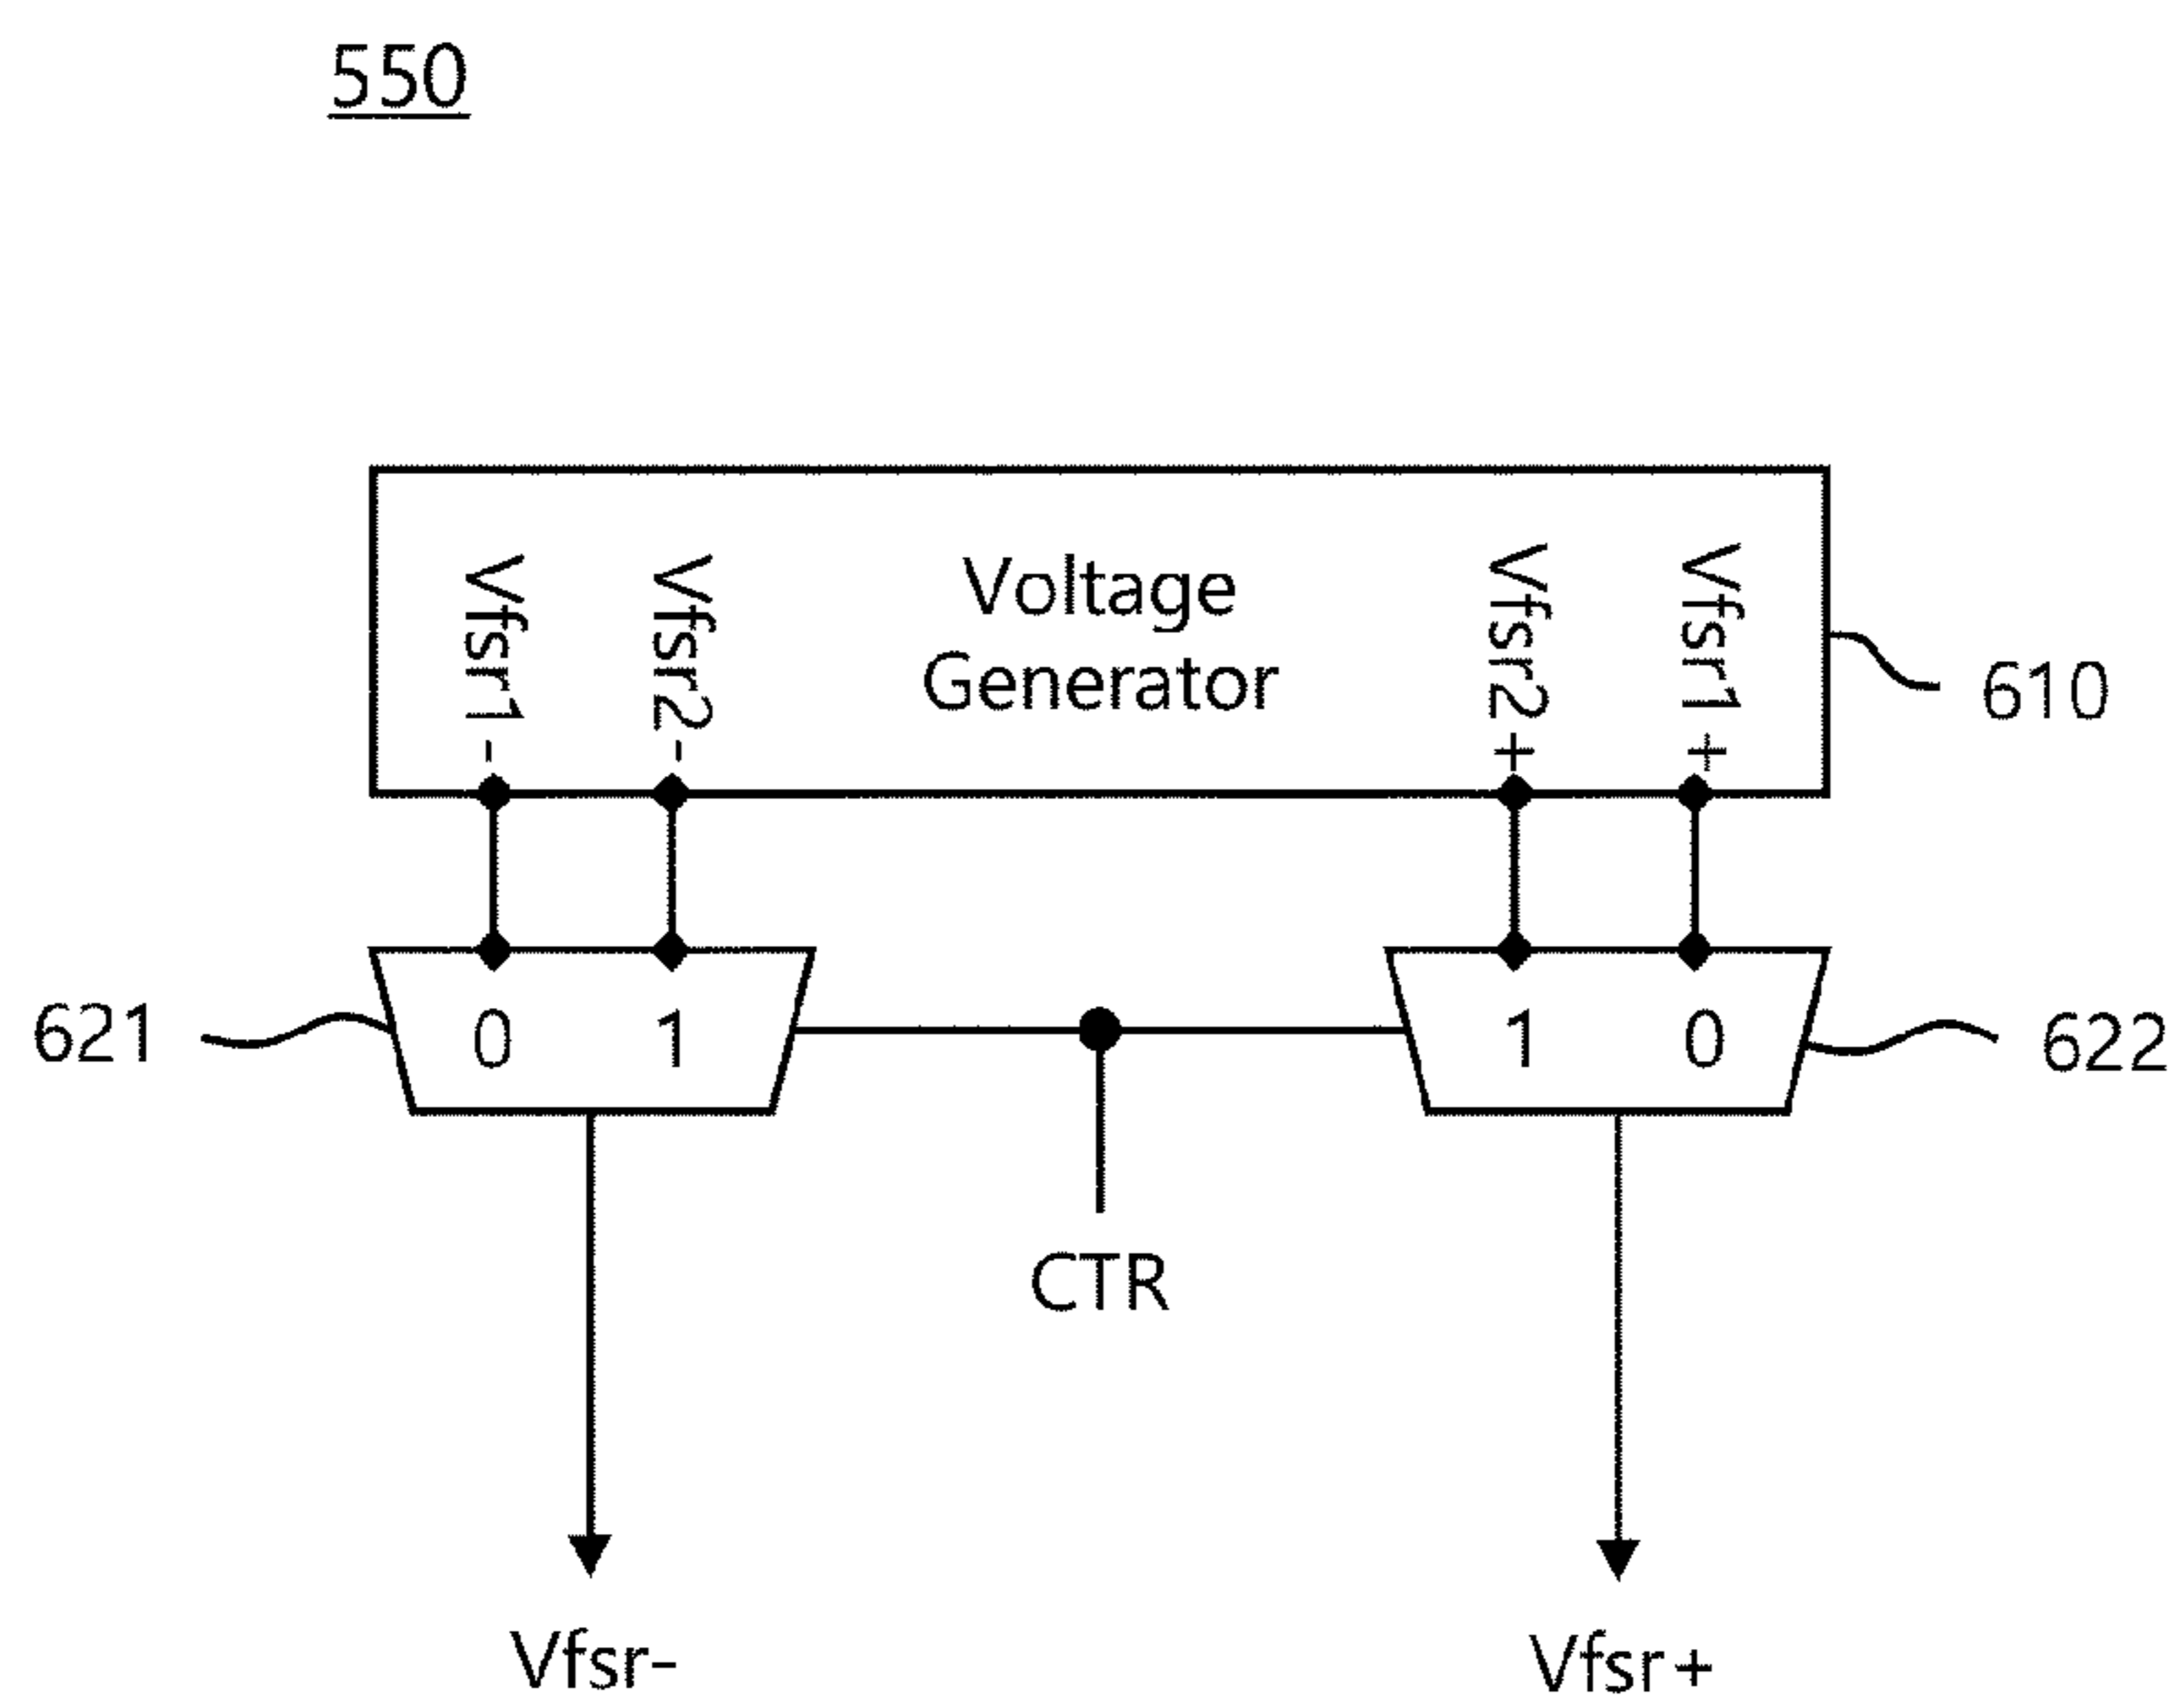 550
Vfsr1-
Vfsr2-
Voltage
Generator
Vfsr2+
Vfsr1+
610
621
0
1
1
0
622
CTR
Vfsr-
Vfsr+